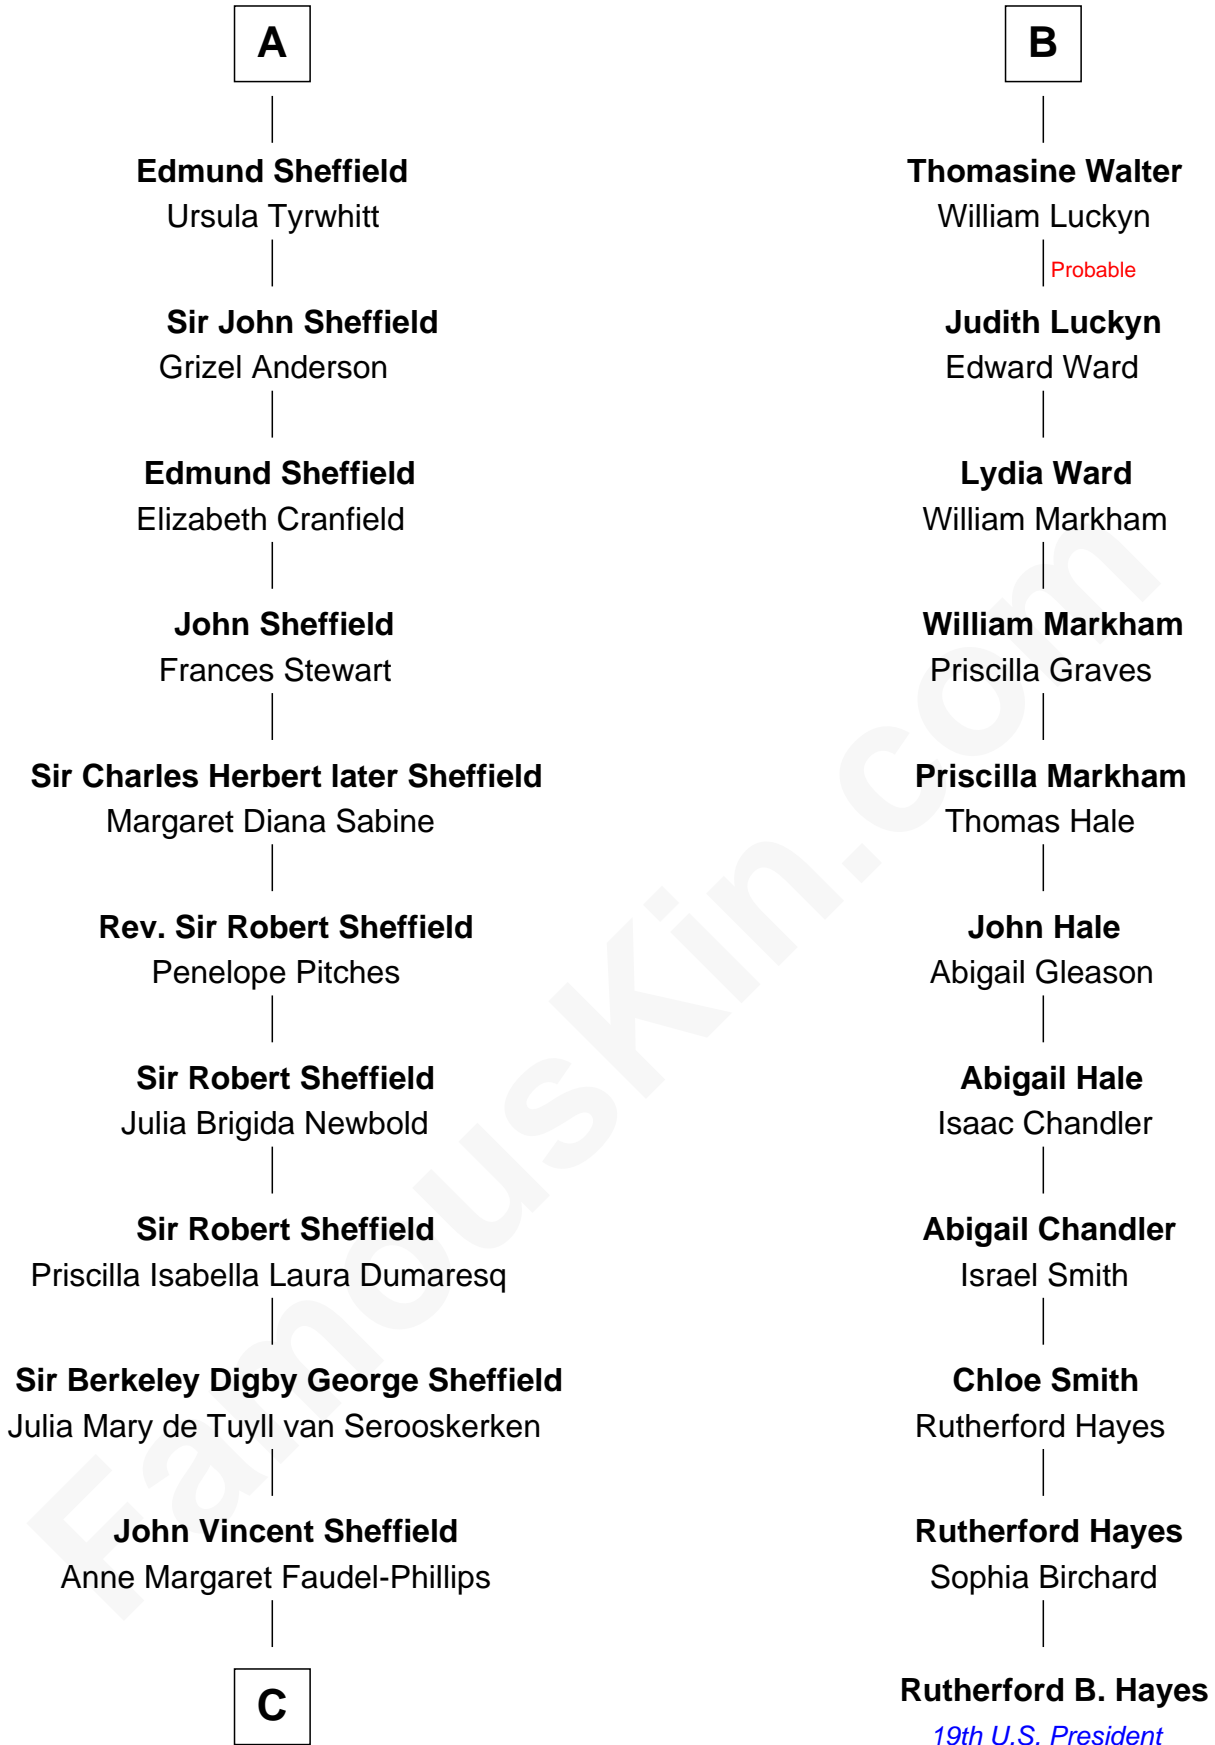 A
Edmund Sheffield
Ursula Tyrwhitt
Sir John Sheffield
Grizel Anderson
Edmund Sheffield
Elizabeth Cranfield
John Sheffield
Frances Stewart
Sir Charles Herbert later Sheffield
Margaret Diana Sabine
Rev. Sir Robert Sheffield
Penelope Pitches
Sir Robert Sheffield
Julia Brigida Newbold
Sir Robert Sheffield
Priscilla Isabella Laura Dumaresq
Sir Berkeley Digby George Sheffield
Julia Mary de Tuyll van Serooskerken
John Vincent Sheffield
Anne Margaret Faudel-Phillips
C
B
Thomasine Walter
William Luckyn
Probable
Judith Luckyn
Edward Ward
Lydia Ward
William Markham
William Markham
Priscilla Graves
Priscilla Markham
Thomas Hale
John Hale
Abigail Gleason
Abigail Hale
Isaac Chandler
Abigail Chandler
Israel Smith
Chloe Smith
Rutherford Hayes
Rutherford Hayes
Sophia Birchard
Rutherford B. Hayes
19th U.S. President
FamousKin.com